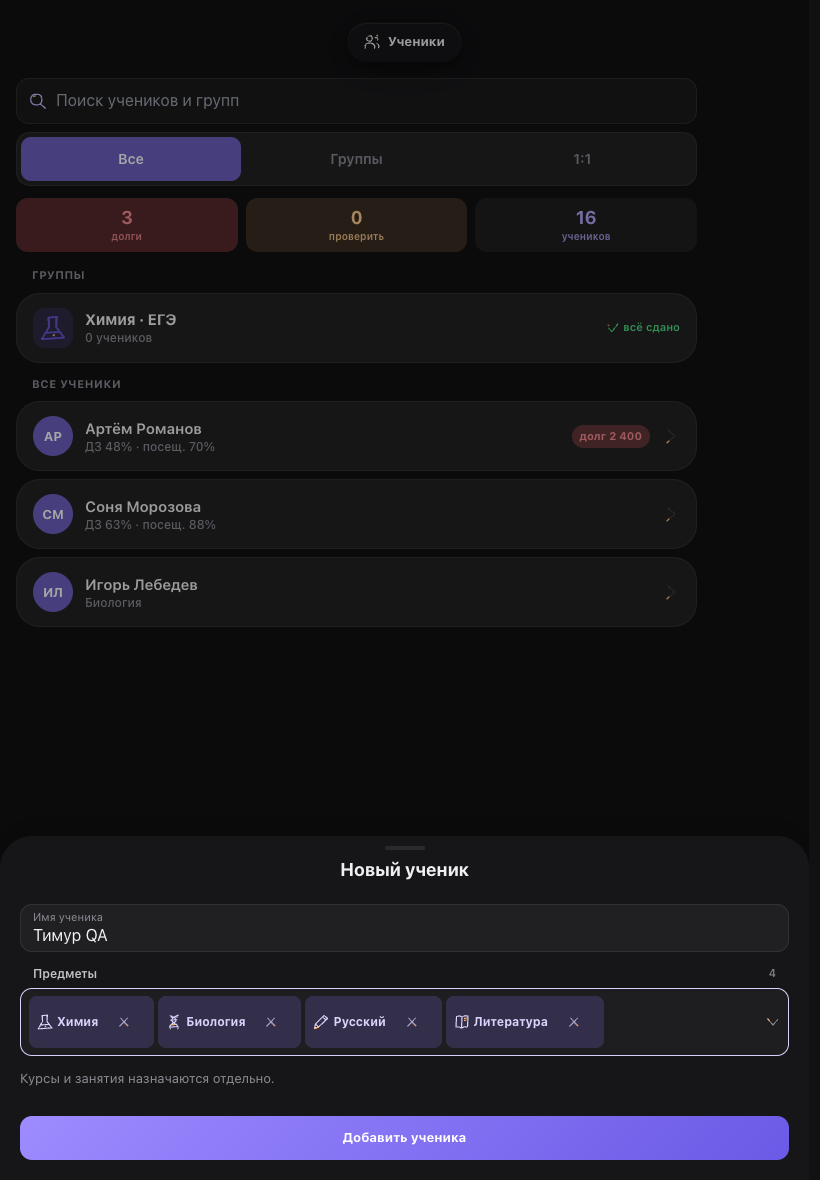 Ученики
Поиск учеников и групп
Все
Группы
1:1
3
долги
0
проверить
16
учеников
ГРУППЫ
Химия · ЕГЭ
0 учеников
всё сдано
ВСЕ УЧЕНИКИ
АР
Артём Романов
ДЗ 48% · посещ. 70%
долг 2 400
СМ
Соня Морозова
ДЗ 63% · посещ. 88%
ИЛ
Игорь Лебедев
Биология
Новый ученик
Имя ученика
Тимур QA
Предметы
4
Химия
Биология
Русский
Литература
Курсы и занятия назначаются отдельно.
Добавить ученика